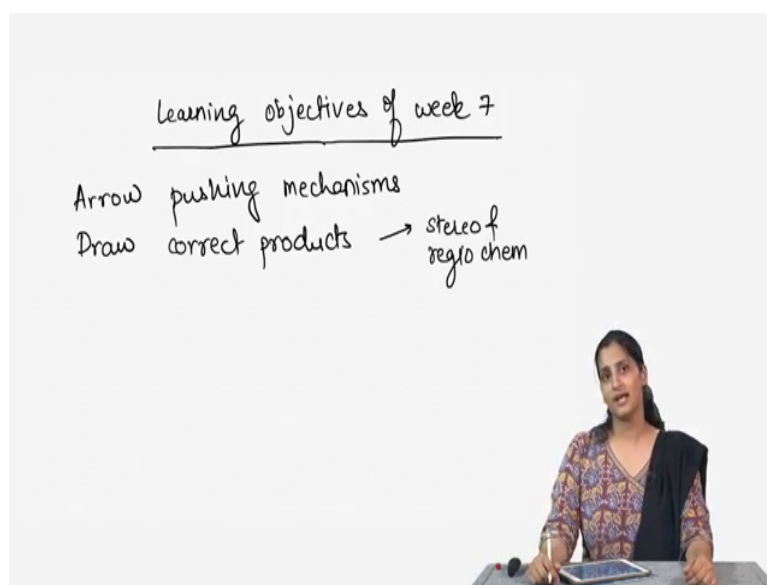 Learning objectives of week 7
Arrow pushing mechanisms
Draw correct products → stereo &
regio chem